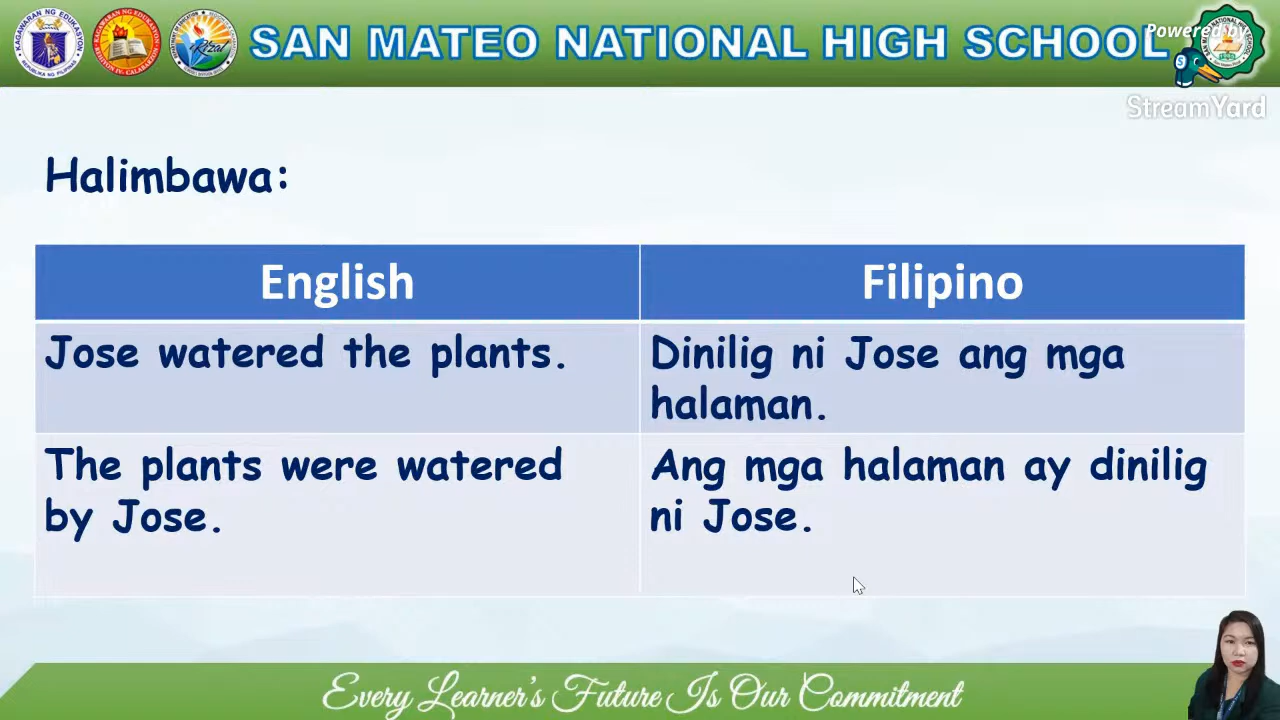 SAN MATEO NATIONAL HIGH SCHOOL
Powered by
StreamYard
Halimbawa:
English
Filipino
Jose watered the plants.
Dinilig ni Jose ang mga
halaman.
The plants were watered
by Jose.
Ang mga halaman ay dinilig
ni Jose.
Every Learner's Future Is Our Commitment